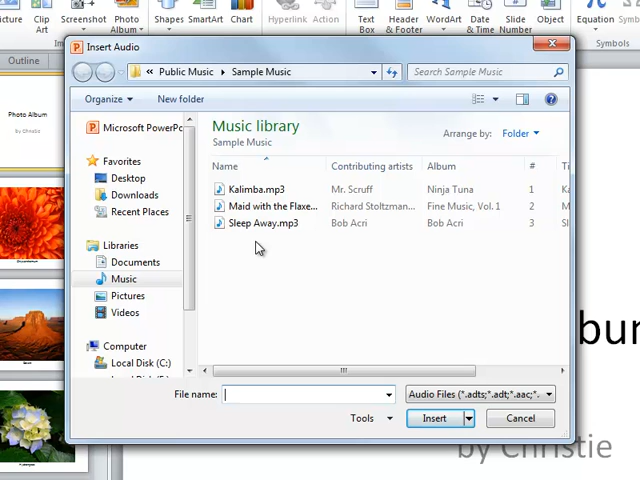 Clip Art
Screenshot
Photo Album
Shapes
SmartArt
Chart
Hyperlink
Action
Text Box
Header & Footer
WordArt
Date & Time
Slide Number
Object
Equation
Symbols
Outline
Insert Audio
Public Music
Sample Music
Search Sample Music
Organize
New folder
Music library
Sample Music
Arrange by:
Folder
Name
Contributing artists
Album
#
Kalimba.mp3
Mr. Scruff
Ninja Tuna
1
Maid with the Flaxe...
Richard Stoltzman...
Fine Music, Vol. 1
2
Sleep Away.mp3
Bob Acri
Bob Acri
3
Microsoft PowerPc
Favorites
Desktop
Downloads
Recent Places
Libraries
Documents
Music
Pictures
Videos
Computer
Local Disk (C:)
File name:
Audio Files (*.adts;*.adt;*.aac;*.
Tools
Insert
Cancel
Photo Album
by Christie
bum
by Christie